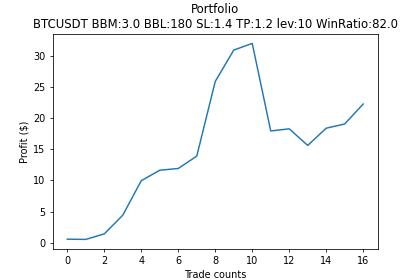 Portfolio
BTCUSDT BBM:3.0 BBL:180 SL:1.4 TP:1.2 lev:10 WinRatio:82.0
30
25
20
15
10
5
0
Profit ($)
0 2 4 6 8 10 12 14 16
Trade counts